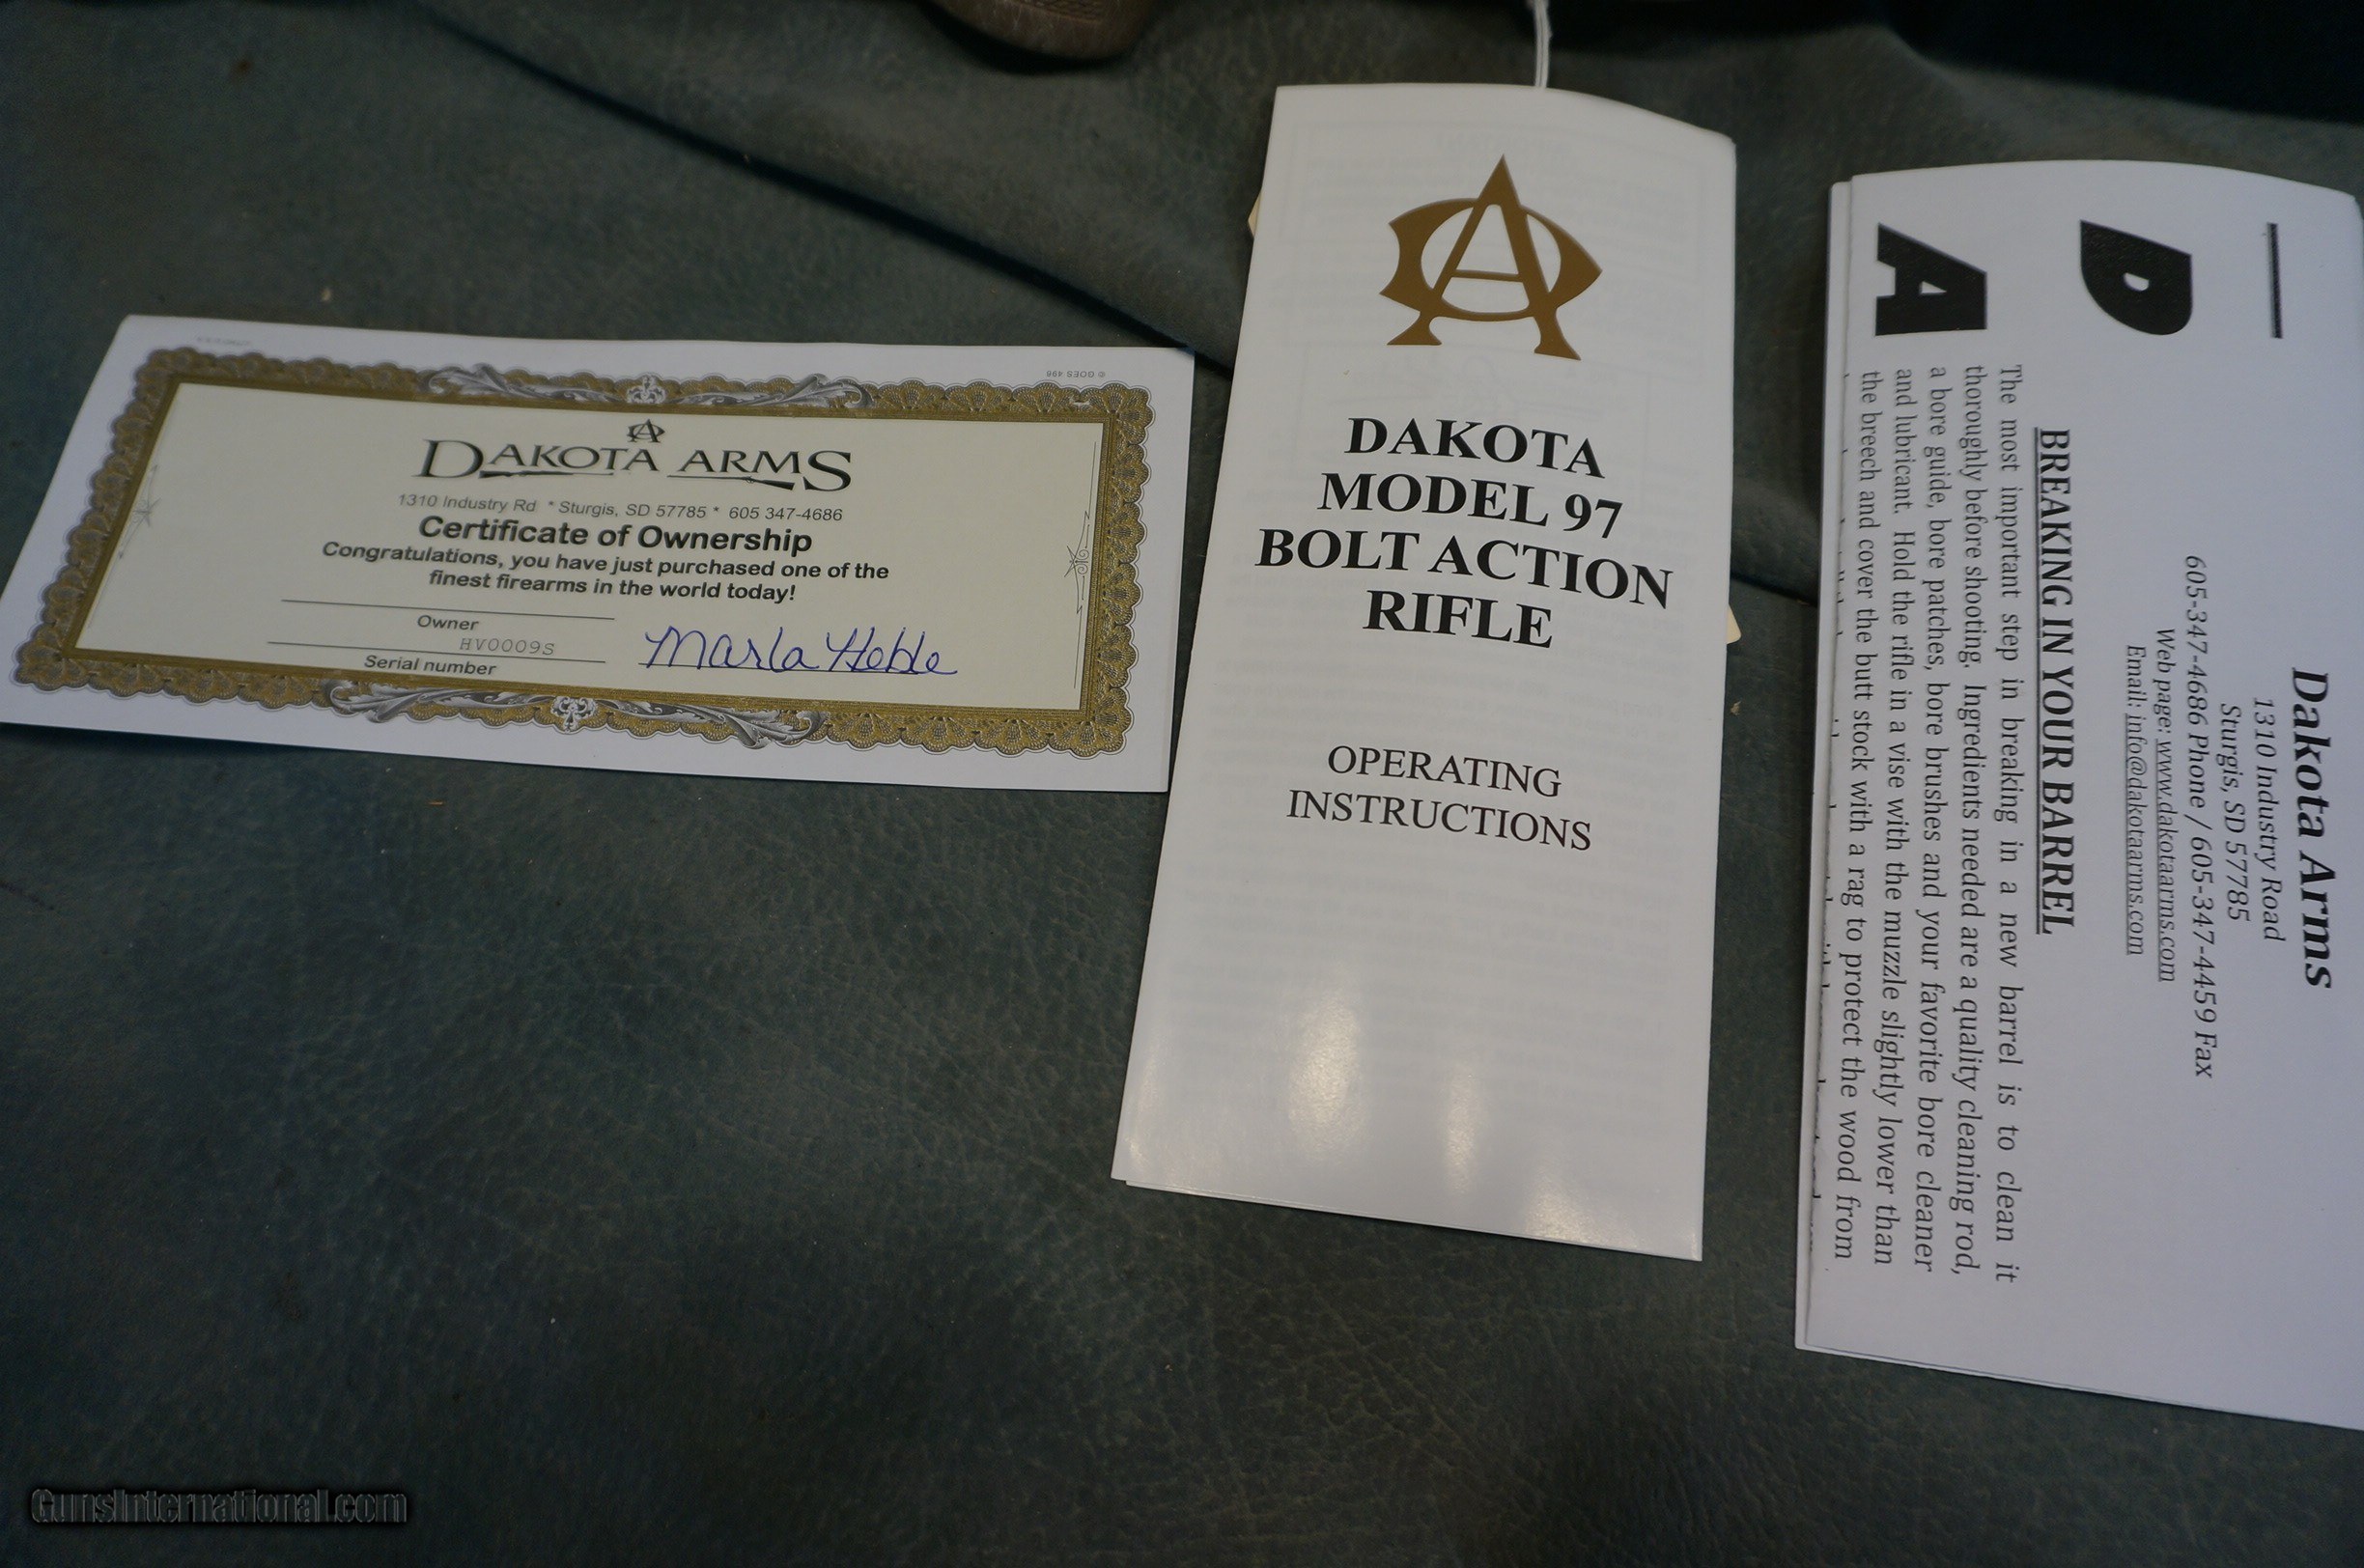 © GOES 496
DAKOTA ARMS
1310 Industry Rd * Sturgis, SD 57785 * 605 347-4686
Certificate of Ownership
Congratulations, you have just purchased one of the
finest firearms in the world today!
Owner
HV0009S
Serial number
Marla Heble
DAKOTA
MODEL 97
BOLT ACTION
RIFLE
OPERATING
INSTRUCTIONS
D
A
Dakota Arms
1310 Industry Road
Sturgis, SD 57785
605-347-4686 Phone / 605-347-4459 Fax
Web page: www.dakotaarms.com
Email: info@dakotaarms.com
BREAKING IN YOUR BARREL
The most important step in breaking in a new barrel is to clean it
thoroughly before shooting. Ingredients needed are a quality cleaning rod,
a bore guide, bore patches, bore brushes and your favorite bore cleaner
and lubricant. Hold the rifle in a vise with the muzzle slightly lower than
the breech and cover the butt stock with a rag to protect the wood from
GunsInternational.com